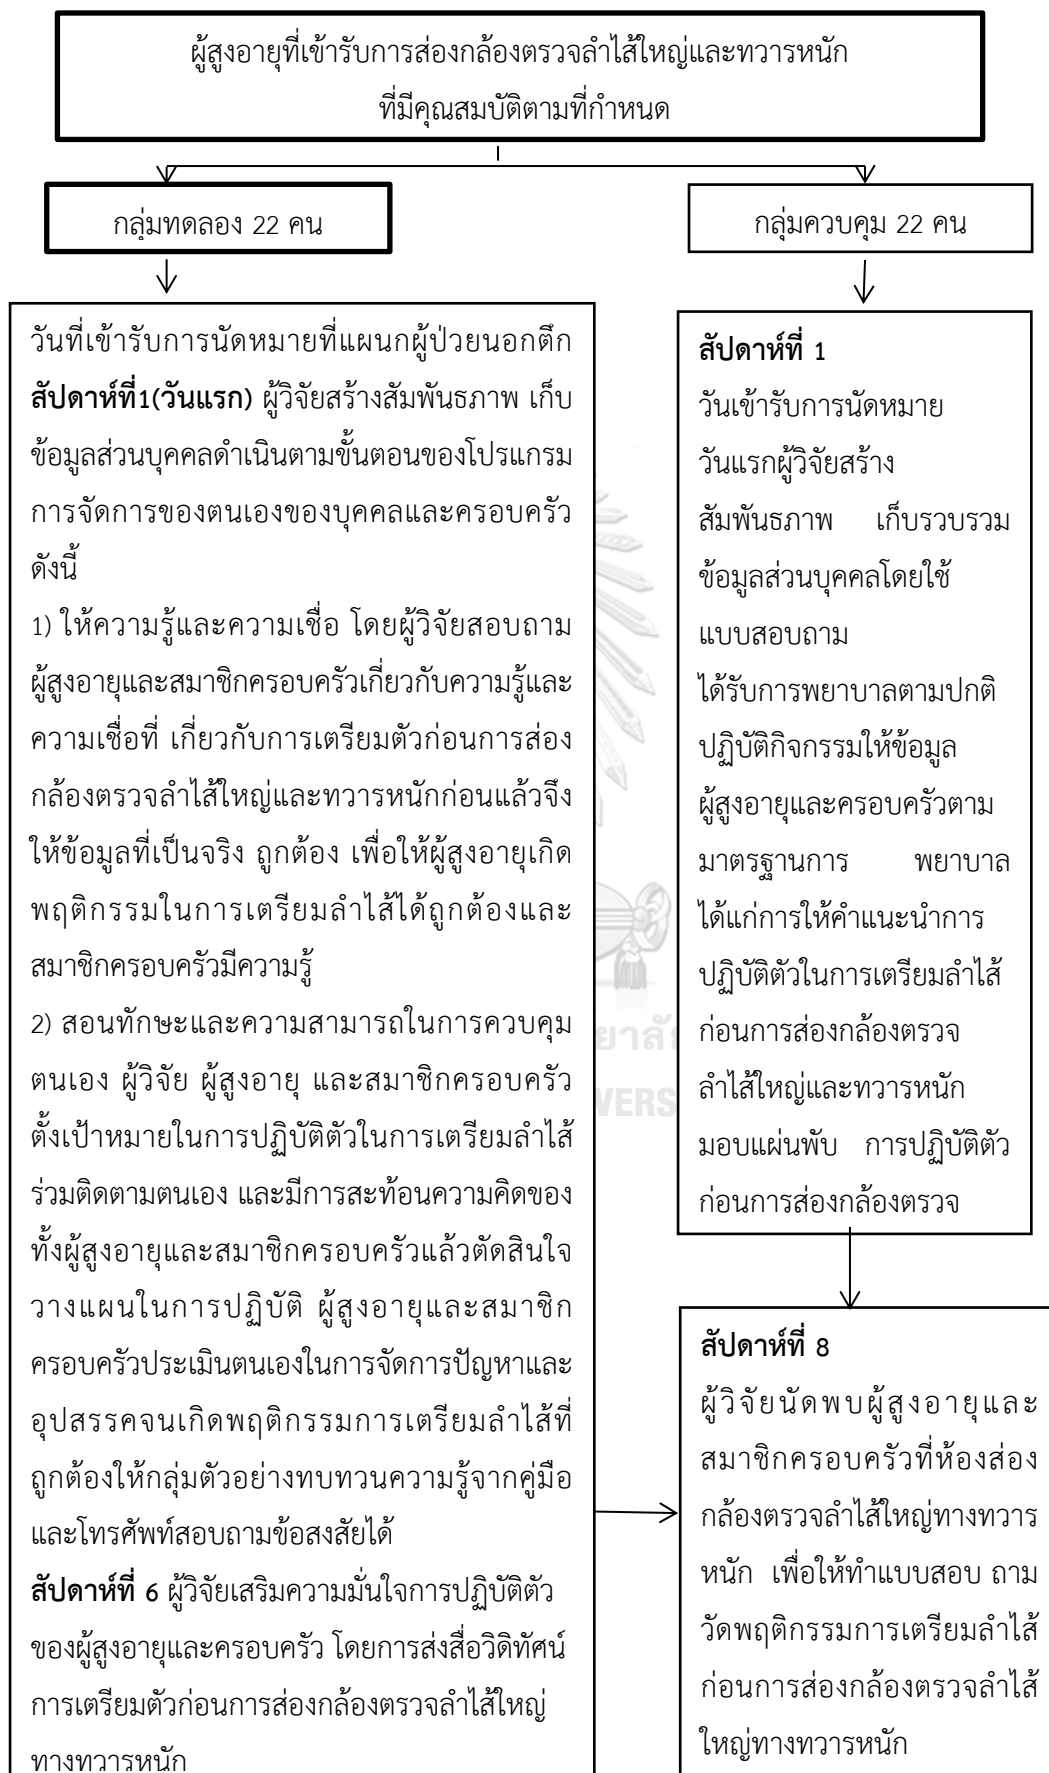 ผู้สูงอายุที่เข้ารับการส่องกล้องตรวจลำไส้ใหญ่และทวารหนัก
ที่มีคุณสมบัติตามที่กำหนด
กลุ่มทดลอง 22 คน
กลุ่มควบคุม 22 คน
วันที่เข้ารับการนัดหมายที่แผนกผู้ป่วยนอกตึก
สัปดาห์ที่1(วันแรก) ผู้วิจัยสร้างสัมพันธภาพ เก็บ
ข้อมูลส่วนบุคคลดำเนินตามขั้นตอนของโปรแกรม
การจัดการของตนเองของบุคคลและครอบครัว
ดังนี้
1) ให้ความรู้และความเชื่อ โดยผู้วิจัยสอบถาม
ผู้สูงอายุและสมาชิกครอบครัวเกี่ยวกับความรู้และ
ความเชื่อที่ เกี่ยวกับการเตรียมตัวก่อนการส่อง
กล้องตรวจลำไส้ใหญ่และทวารหนักก่อนแล้วจึง
ให้ข้อมูลที่เป็นจริง ถูกต้อง เพื่อให้ผู้สูงอายุเกิด
พฤติกรรมในการเตรียมลำไส้ได้ถูกต้องและ
สมาชิกครอบครัวมีความรู้
2) สอนทักษะและความสามารถในการควบคุม
ตนเอง ผู้วิจัย ผู้สูงอายุ และสมาชิกครอบครัว
ตั้งเป้าหมายในการปฏิบัติตัวในการเตรียมลำไส้
ร่วมติดตามตนเอง และมีการสะท้อนความคิดของ
ทั้งผู้สูงอายุและสมาชิกครอบครัวแล้วตัดสินใจ
วางแผนในการปฏิบัติ ผู้สูงอายุและสมาชิก
ครอบครัวประเมินตนเองในการจัดการปัญหาและ
อุปสรรคจนเกิดพฤติกรรมการเตรียมลำไส้ที่
ถูกต้องให้กลุ่มตัวอย่างทบทวนความรู้จากคู่มือ
และโทรศัพท์สอบถามข้อสงสัยได้
สัปดาห์ที่ 6 ผู้วิจัยเสริมความมั่นใจการปฏิบัติตัว
ของผู้สูงอายุและครอบครัว โดยการส่งสื่อวิดิทัศน์
การเตรียมตัวก่อนการส่องกล้องตรวจลำไส้ใหญ่
ทางทวารหนัก
สัปดาห์ที่ 1
วันเข้ารับการนัดหมาย
วันแรกผู้วิจัยสร้าง
สัมพันธภาพ เก็บรวบรวม
ข้อมูลส่วนบุคคลโดยใช้
แบบสอบถาม
ได้รับการพยาบาลตามปกติ
ปฏิบัติกิจกรรมให้ข้อมูล
ผู้สูงอายุและครอบครัวตาม
มาตรฐานการ พยาบาล
ได้แก่การให้คำแนะนำการ
ปฏิบัติตัวในการเตรียมลำไส้
ก่อนการส่องกล้องตรวจ
ลำไส้ใหญ่และทวารหนัก
มอบแผ่นพับ การปฏิบัติตัว
ก่อนการส่องกล้องตรวจ
สัปดาห์ที่ 8
ผู้วิจัยนัดพบผู้สูงอายุและ
สมาชิกครอบครัวที่ห้องส่อง
กล้องตรวจลำไส้ใหญ่ทางทวาร
หนัก เพื่อให้ทำแบบสอบ ถาม
วัดพฤติกรรมการเตรียมลำไส้
ก่อนการส่องกล้องตรวจลำไส้
ใหญ่ทางทวารหนัก
ยาลั
VERS